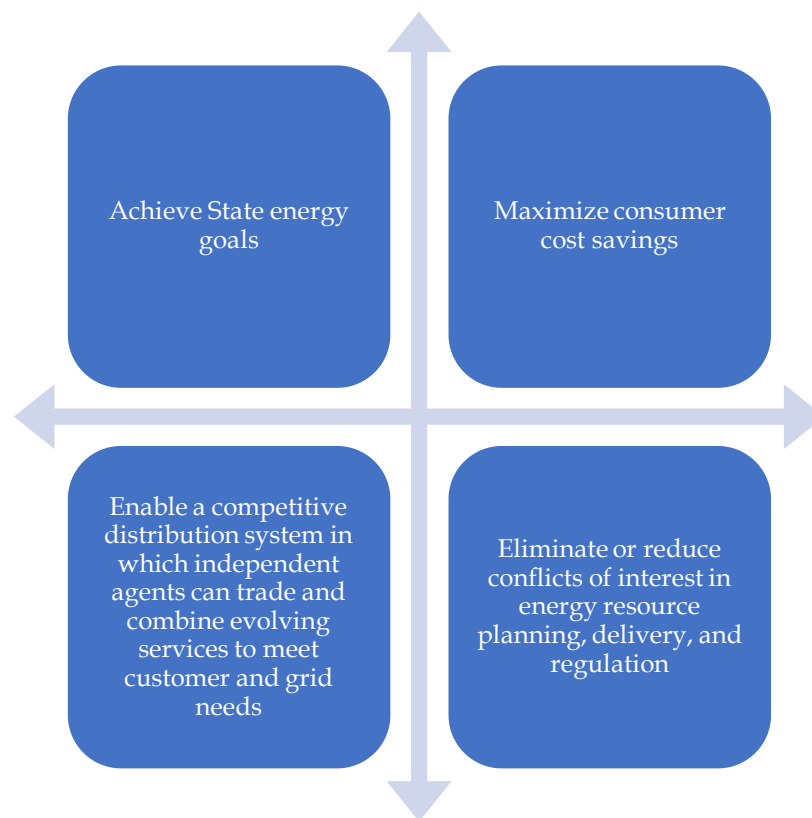 Achieve State energy
goals
Maximize consumer
cost savings
Enable a competitive
distribution system in
which independent
agents can trade and
combine evolving
services to meet
customer and grid
needs
Eliminate or reduce
conflicts of interest in
energy resource
planning, delivery, and
regulation